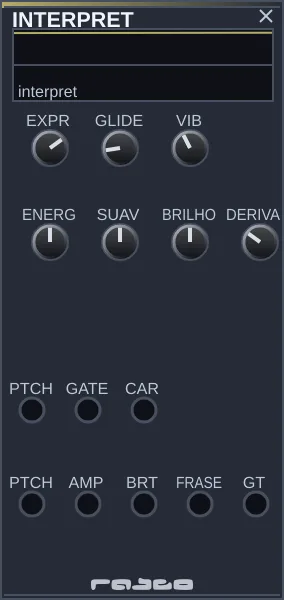 INTERPRET
interpret
EXPR GLIDE VIB
ENERG SUAV BRILHO DERIVA
PTCH GATE CAR
PTCH AMP BRT FRASE GT